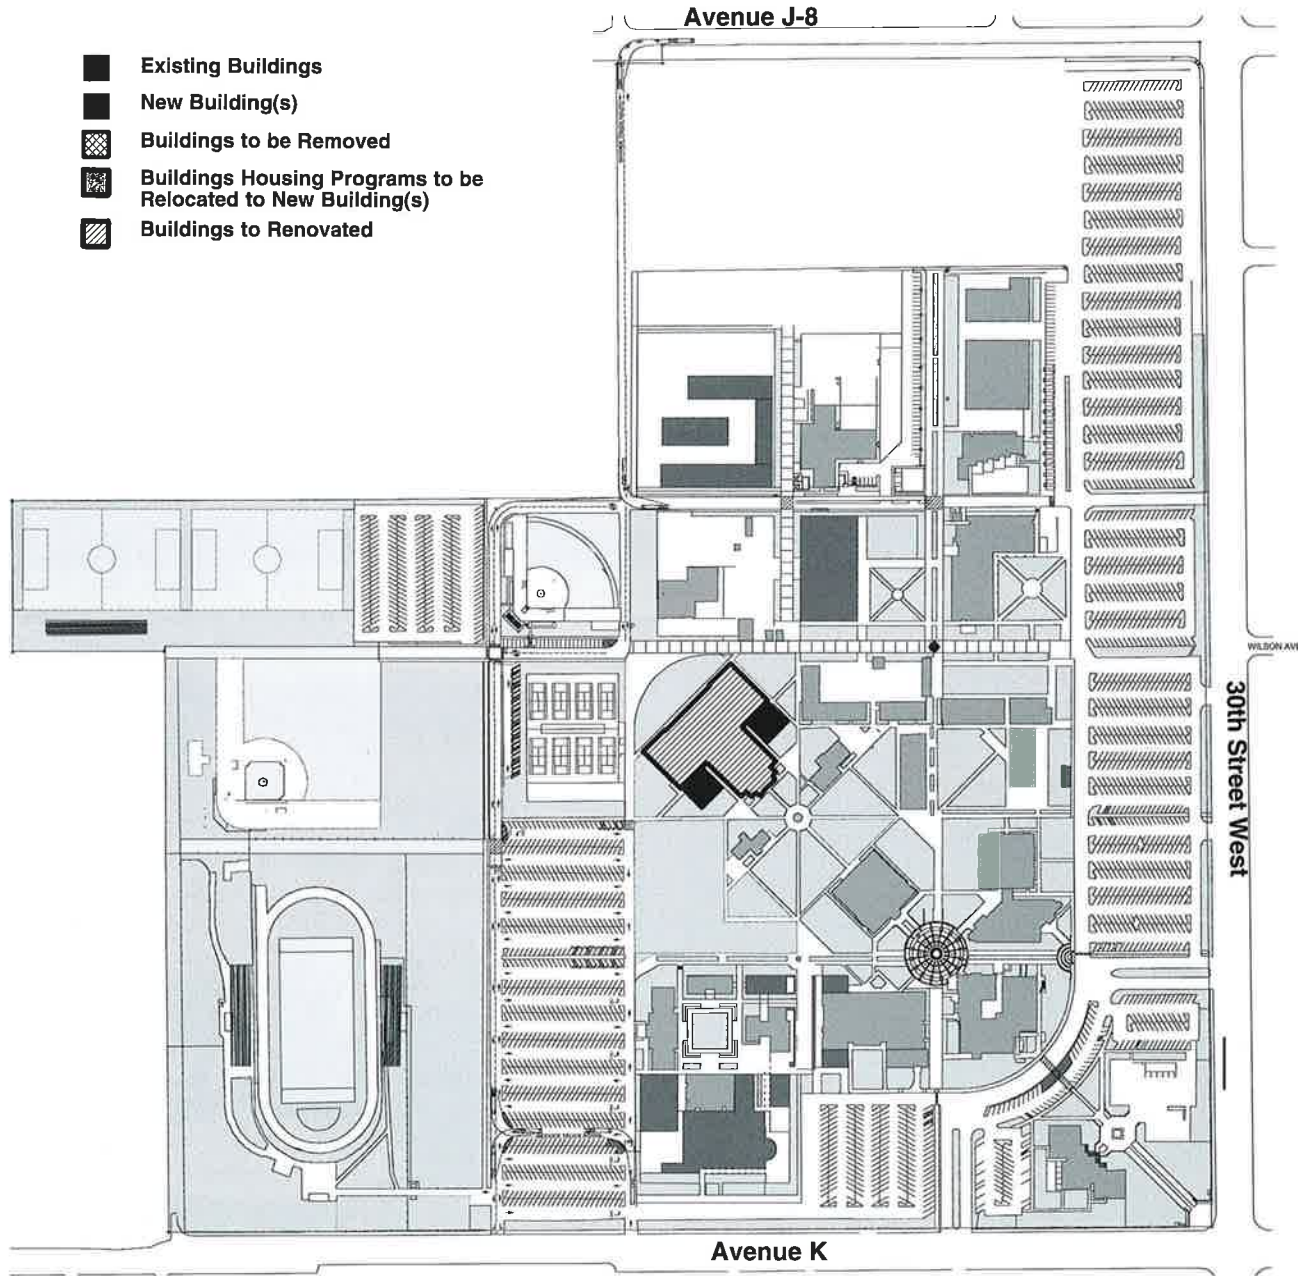 Avenue J-8
Existing Buildings
New Building(s)
Buildings to be Removed
Buildings Housing Programs to be
Relocated to New Building(s)
Buildings to Renovated
WILSON AVE
30th Street West
Avenue K